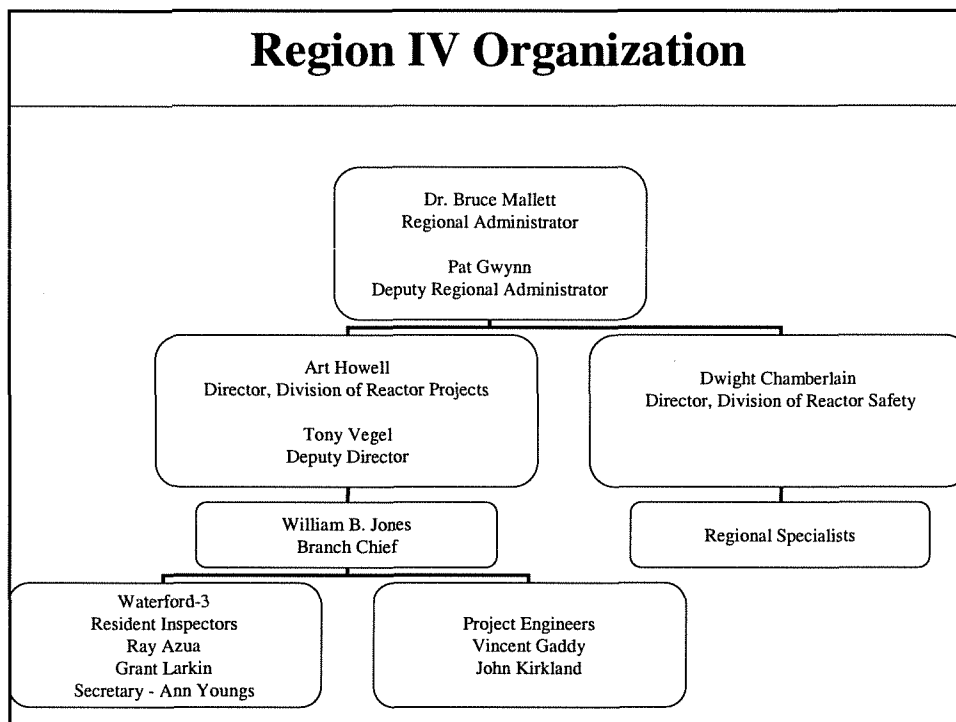 Region IV Organization
Dr. Bruce Mallett
Regional Administrator
Pat Gwynn
Deputy Regional Administrator
Art Howell
Director, Division of Reactor Projects
Tony Vegel
Deputy Director
Dwight Chamberlain
Director, Division of Reactor Safety
William B. Jones
Branch Chief
Regional Specialists
Waterford-3
Resident Inspectors
Ray Azua
Grant Larkin
Secretary - Ann Youngs
Project Engineers
Vincent Gaddy
John Kirkland